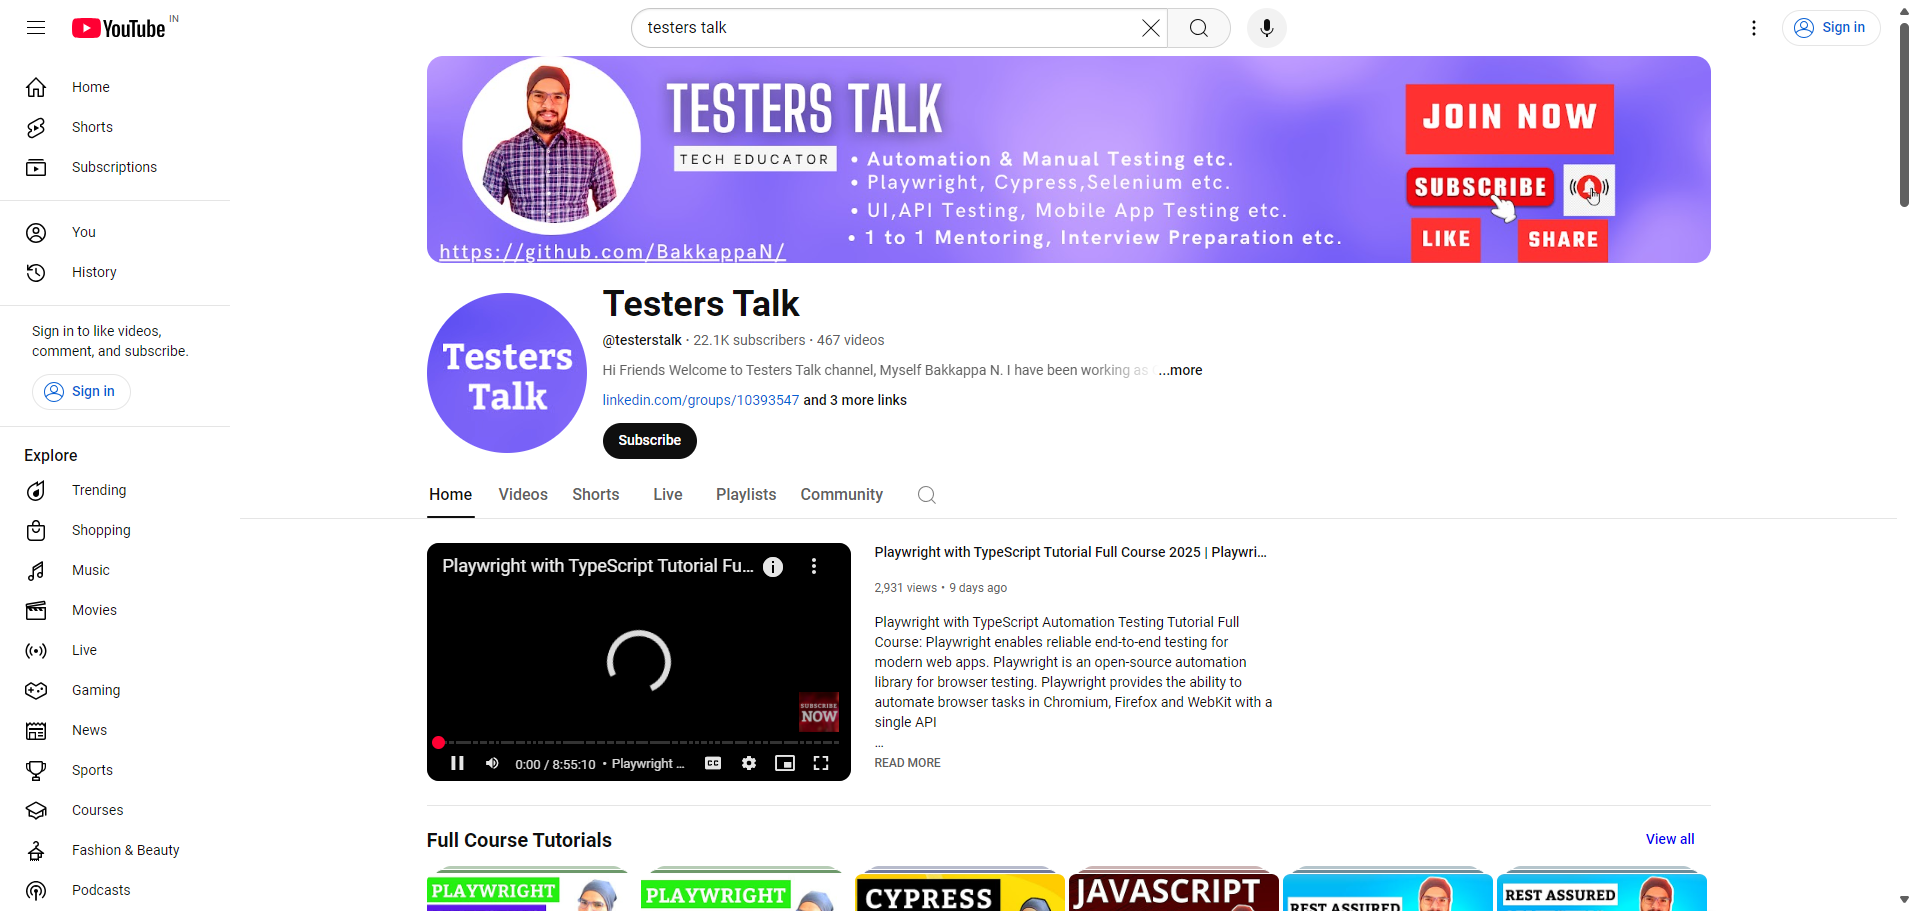 YouTube IN
testers talk
Sign in
Home
Shorts
Subscriptions
You
History
Sign in to like videos,
comment, and subscribe.
Sign in
Explore
Trending
Shopping
Music
Movies
Live
Gaming
News
Sports
Courses
Fashion & Beauty
Podcasts
TESTERS TALK
TECH EDUCATOR
• Automation & Manual Testing etc.
• Playwright, Cypress,Selenium etc.
• UI,API Testing, Mobile App Testing etc.
• 1 to 1 Mentoring, Interview Preparation etc.
https://github.com/BakkappaN/
JOIN NOW
SUBSCRIBE
LIKE
SHARE
Testers
Talk
Testers Talk
@testerstalk • 22.1K subscribers • 467 videos
Hi Friends Welcome to Testers Talk channel, Myself Bakkappa N. I have been working as ...more
linkedin.com/groups/10393547 and 3 more links
Subscribe
Home Videos Shorts Live Playlists Community
Playwright with TypeScript Tutorial Fu...
SUBSCRIBE
NOW
0:00 / 8:55:10 • Playwright ...
CC
Playwright with TypeScript Tutorial Full Course 2025 | Playwri...
2,931 views • 9 days ago
Playwright with TypeScript Automation Testing Tutorial Full
Course: Playwright enables reliable end-to-end testing for
modern web apps. Playwright is an open-source automation
library for browser testing. Playwright provides the ability to
automate browser tasks in Chromium, Firefox and WebKit with a
single API
...
READ MORE
Full Course Tutorials
View all
PLAYWRIGHT
PLAYWRIGHT
CYPRESS
JAVASCRIPT
REST ASSURED
REST ASSURED